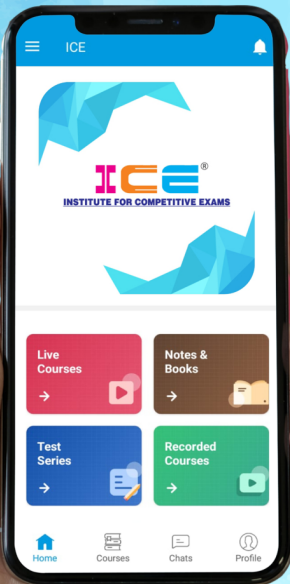 ICE
ICE®
INSTITUTE FOR COMPETITIVE EXAMS
Live
Courses
Notes &
Books
Test
Series
Recorded
Courses
Home
Courses
Chats
Profile